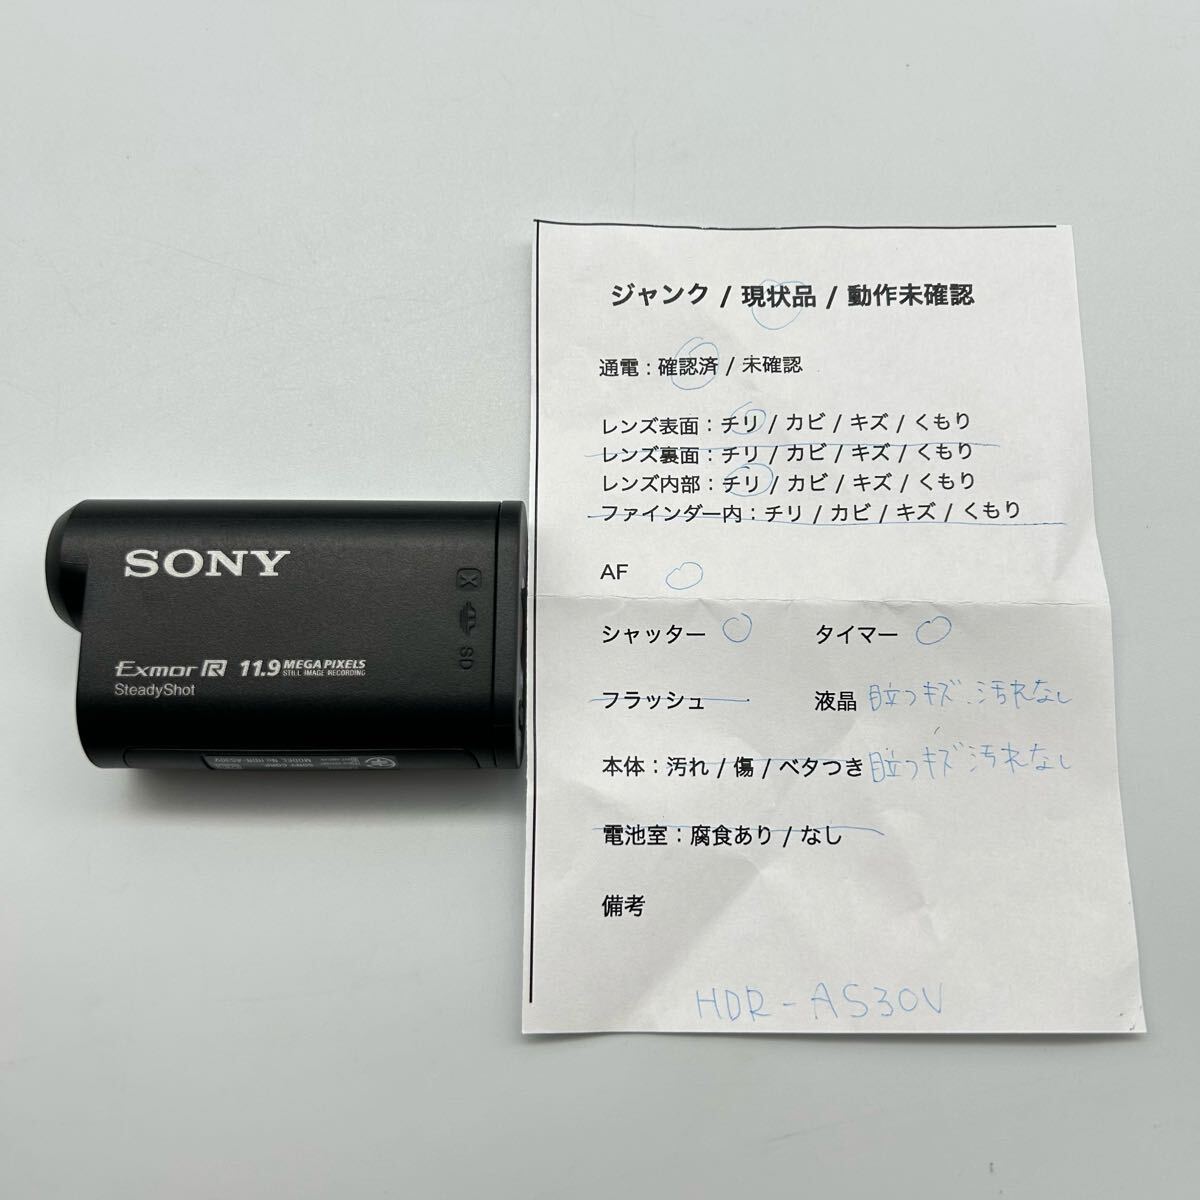 SONY
SD
Exmor R 11.9 MEGA PIXELS
STILL IMAGE RECORDING
SteadyShot
MODEL No. HDR-AS30V
SONY CORP.
ジャンク / 現状品 / 動作未確認
通電:確認済 / 未確認
レンズ表面:チリ / カビ / キズ / くもり
レンズ裏面:チリ / カビ / キズ / くもり
レンズ内部:チリ / カビ / キズ / くもり
ファインダー内:チリ / カビ / キズ / くもり
AF
シャッター タイマー
フラッシュ 液晶 目立つキズ、汚れなし
本体:汚れ / 傷 / ベタつき 目立つキズ、汚れなし
電池室:腐食あり / なし
備考
HDR-AS30V